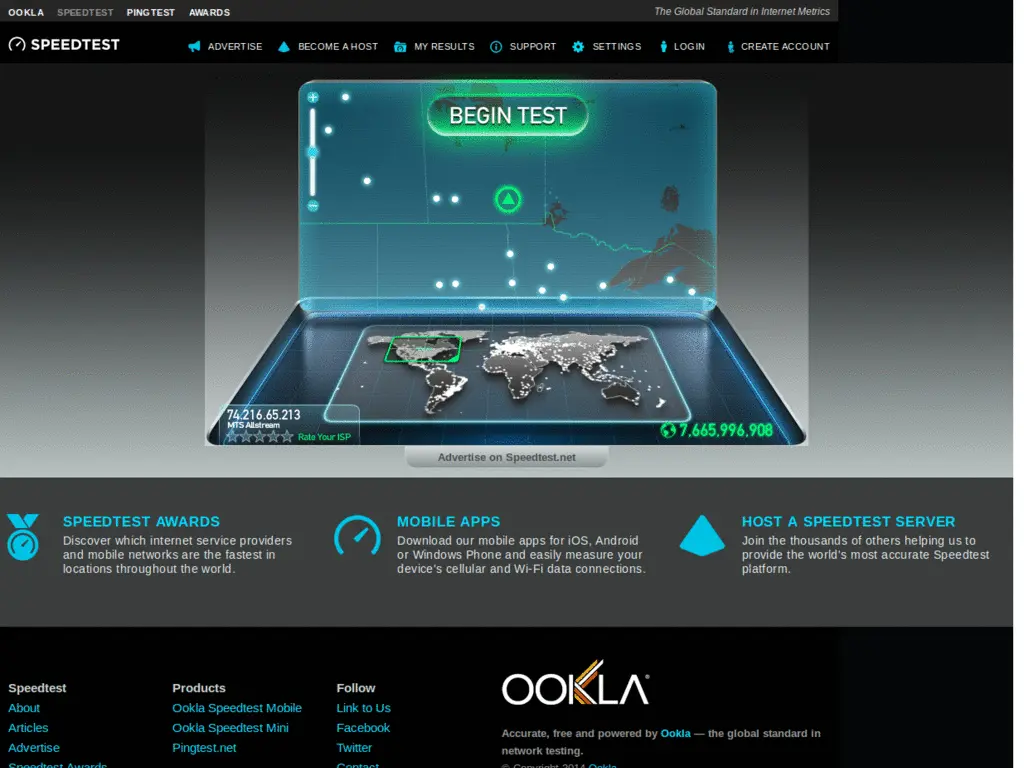 OOKLA SPEEDTEST PINGTEST AWARDS The Global Standard in Internet Metrics
SPEEDTEST ADVERTISE BECOME A HOST MY RESULTS SUPPORT SETTINGS LOGIN CREATE ACCOUNT
BEGIN TEST
74.216.65.213
MTS Allstream
Rate Your ISP
7,665,996,908
Advertise on Speedtest.net
SPEEDTEST AWARDS
Discover which internet service providers
and mobile networks are the fastest in
locations throughout the world.
MOBILE APPS
Download our mobile apps for iOS, Android
or Windows Phone and easily measure your
device's cellular and Wi-Fi data connections.
HOST A SPEEDTEST SERVER
Join the thousands of others helping us to
provide the world's most accurate Speedtest
platform.
Speedtest
About
Articles
Advertise
Speedtest Awards
Products
Ookla Speedtest Mobile
Ookla Speedtest Mini
Pingtest.net
Follow
Link to Us
Facebook
Twitter
Contact
OOKLA®
Accurate, free and powered by Ookla — the global standard in
network testing.
© Copyright 2014 Ookla